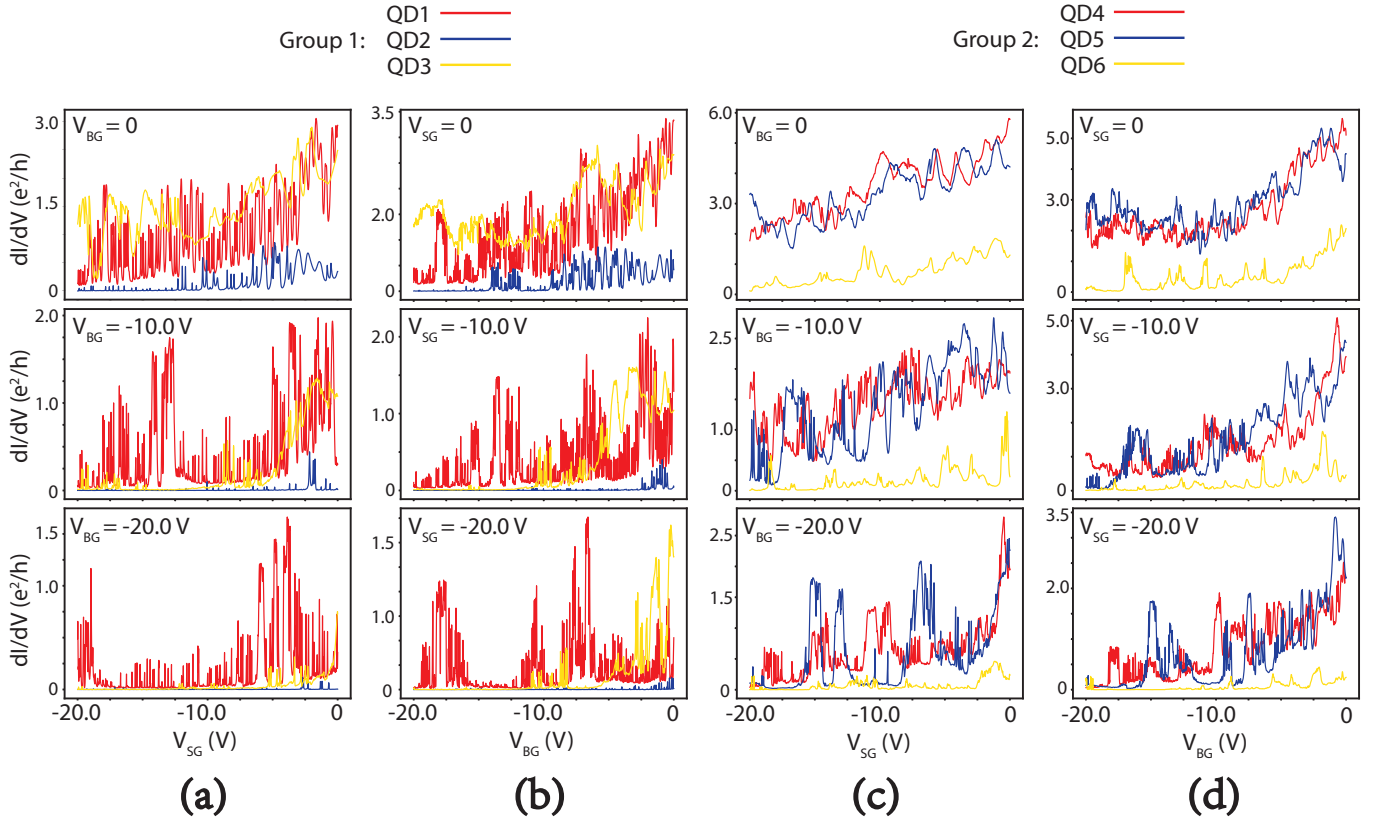 Group 1:
QD1
QD2
QD3
Group 2:
QD4
QD5
QD6
V_BG = 0
3.0
1.5
0
dI/dV (e²/h)
V_SG = 0
3.5
2.0
0
V_BG = 0
6.0
3.0
0
V_SG = 0
5.0
3.0
0
V_BG = -10.0 V
2.0
1.0
0
dI/dV (e²/h)
V_SG = -10.0 V
2.0
1.0
0
V_BG = -10.0 V
2.5
1.0
0
V_SG = -10.0 V
5.0
3.0
0
V_BG = -20.0 V
1.5
1.0
0
dI/dV (e²/h)
V_SG = -20.0 V
1.5
1.0
0
V_BG = -20.0 V
2.5
1.5
0
V_SG = -20.0 V
3.5
2.0
0
-20.0 -10.0 0
V_SG (V)
-20.0 -10.0 0
V_BG (V)
-20.0 -10.0 0
V_SG (V)
-20.0 -10.0 0
V_BG (V)
(a)
(b)
(c)
(d)